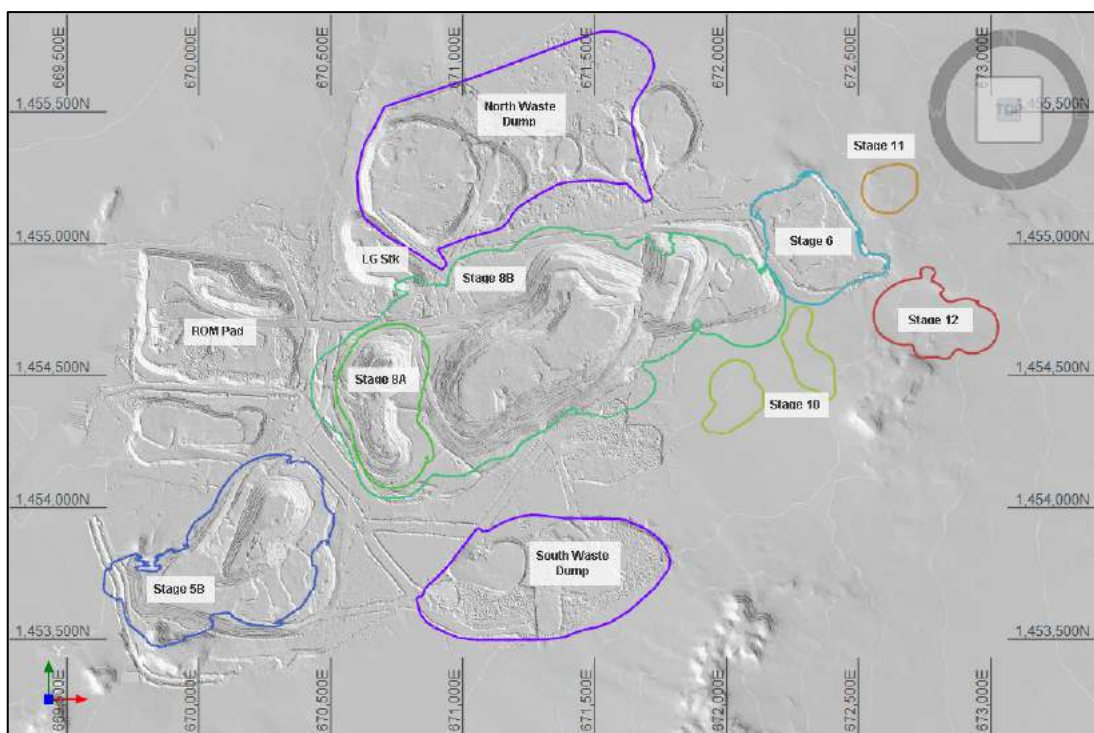 669,500E
670,000E
670,500E
671,000E
671,500E
672,000E
672,500E
673,000E
N
W
TOP
1,455,500N
1,455,500N
North Waste
Dump
Stage 11
1,455,000N
1,455,000N
Stage 6
LG Stk
Stage 8B
ROM Pad
Stage 12
1,454,500N
1,454,500N
Stage 8A
Stage 10
1,454,000N
1,454,000N
South Waste
Dump
Stage 5B
1,453,500N
1,453,500N
670,000E
670,500E
671,000E
671,500E
672,000E
672,500E
673,000E